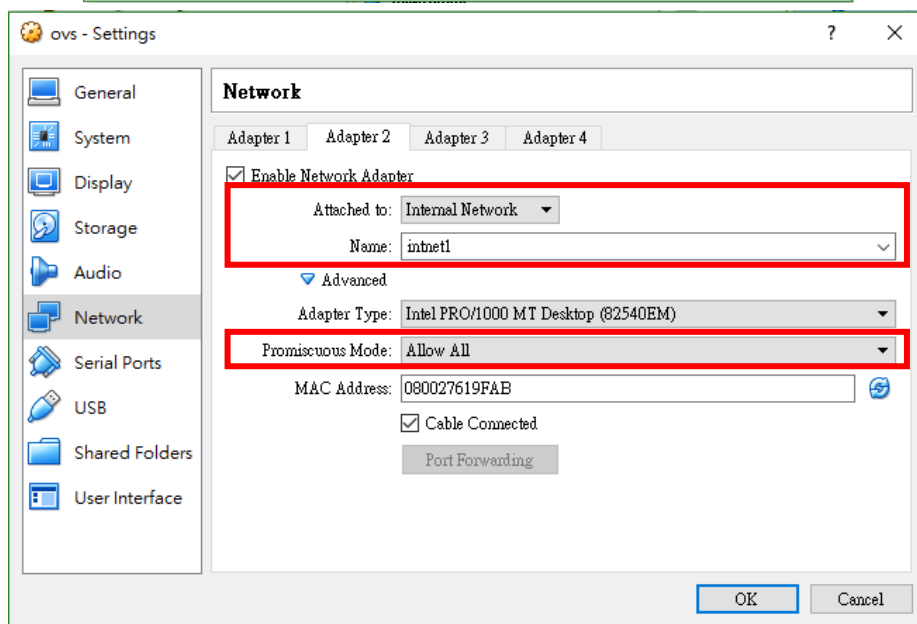 ovs - Settings ?
General
System
Display
Storage
Audio
Network
Serial Ports
USB
Shared Folders
User Interface
Network
Adapter 1 Adapter 2 Adapter 3 Adapter 4
Enable Network Adapter
Attached to: Internal Network
Name: intnet1
Advanced
Adapter Type: Intel PRO/1000 MT Desktop (82540EM)
Promiscuous Mode: Allow All
MAC Address: 080027619FAB
Cable Connected
Port Forwarding
OK Cancel